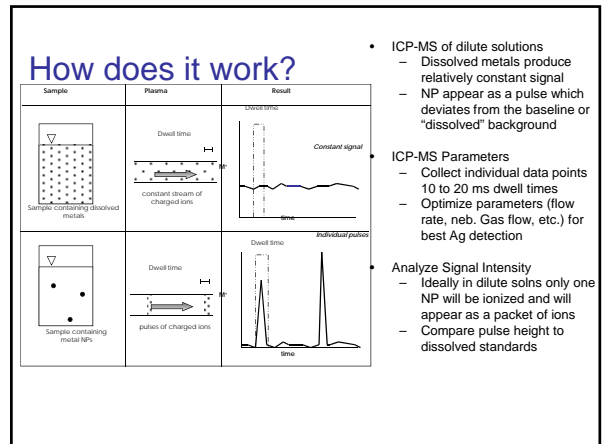 How does it work?
Sample
Plasma
Result
Sample containing dissolved
metals
Dwell time
constant stream of
charged ions
Dwell time
M+
Constant signal
time
Sample containing
metal NPs
Dwell time
pulses of charged ions
Individual pulses
Dwell time
M+
time
• ICP-MS of dilute solutions
– Dissolved metals produce
relatively constant signal
– NP appear as a pulse which
deviates from the baseline or
“dissolved” background
• ICP-MS Parameters
– Collect individual data points
10 to 20 ms dwell times
– Optimize parameters (flow
rate, neb. Gas flow, etc.) for
best Ag detection
• Analyze Signal Intensity
– Ideally in dilute solns only one
NP will be ionized and will
appear as a packet of ions
– Compare pulse height to
dissolved standards